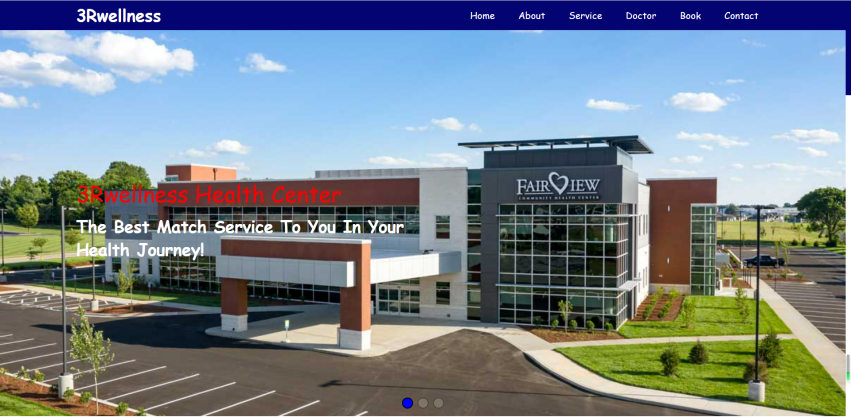 3Rwellness
Home About Service Doctor Book Contact
FAIRVIEW
COMMUNITY HEALTH CENTER
3Rwellness Health Center
The Best Match Service To You In Your
Health Journey!